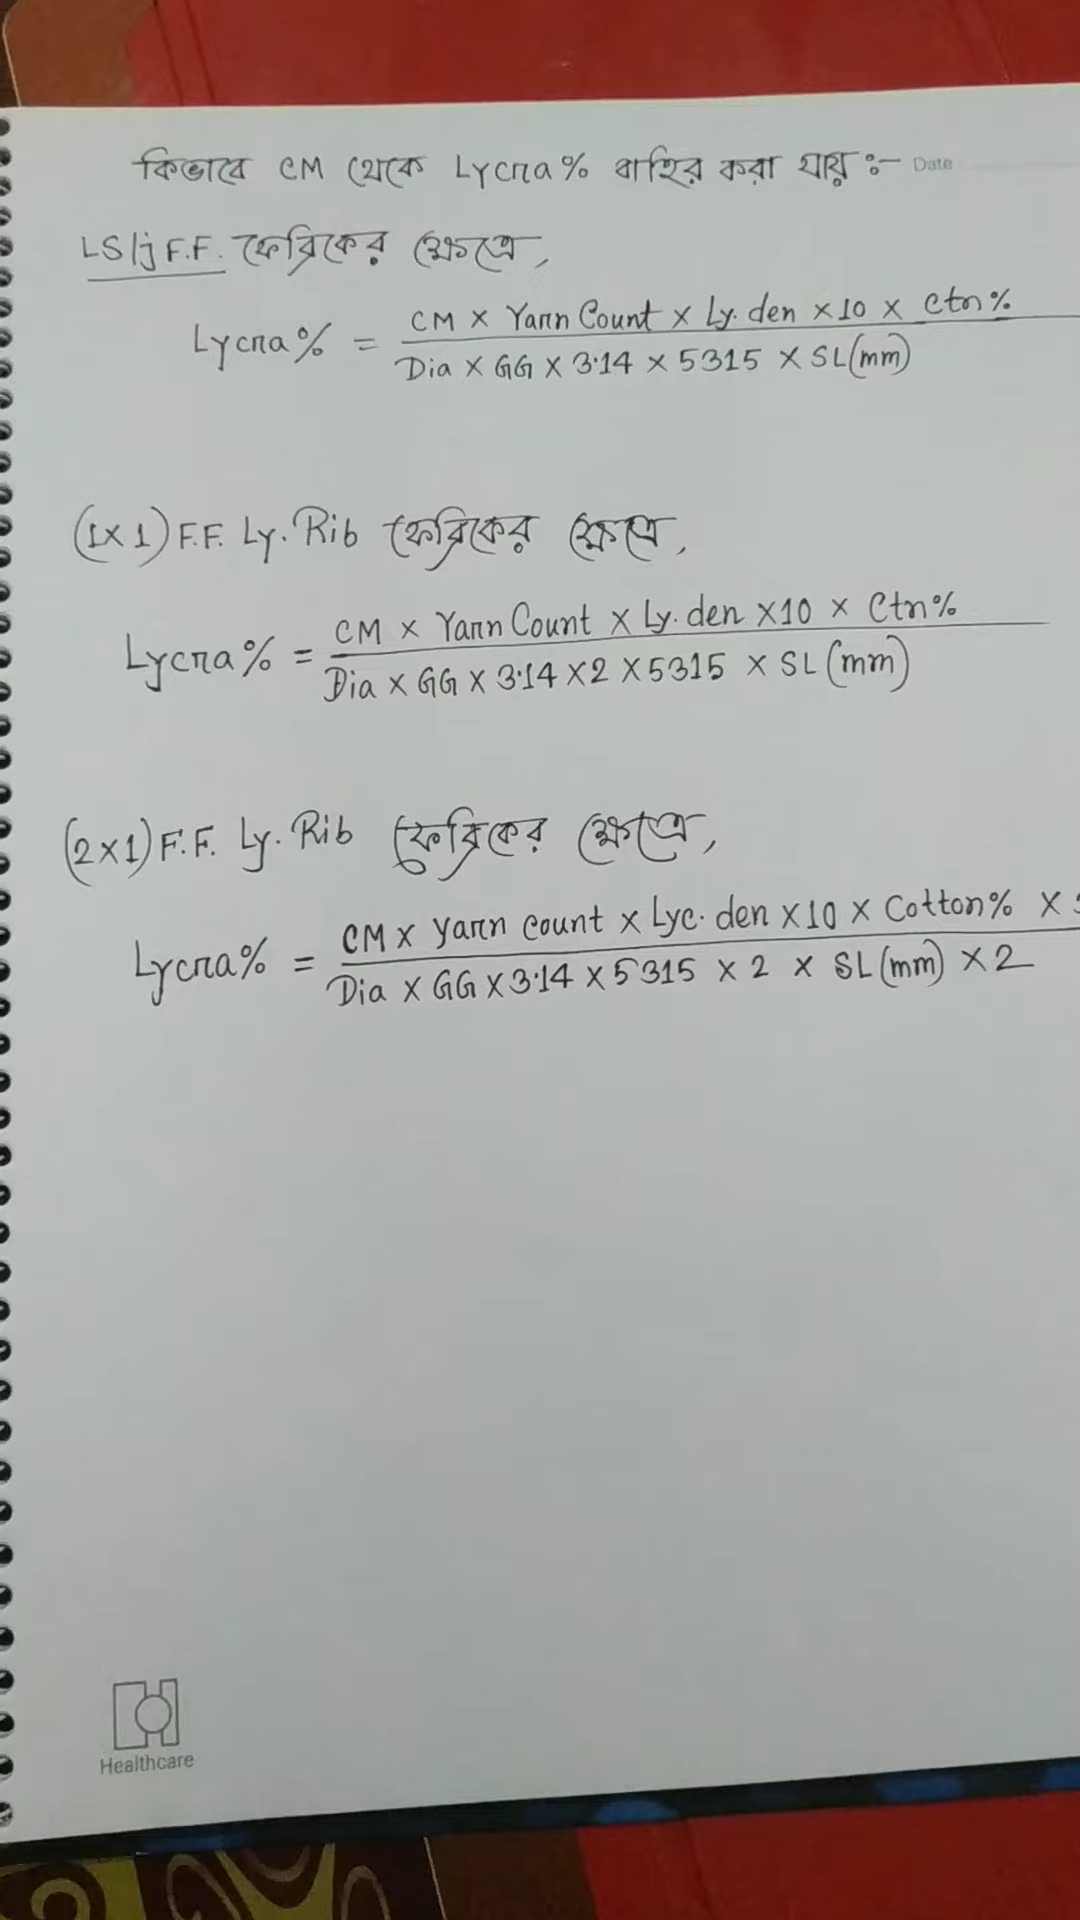 কিভাবে CM থেকে Lycra% বাহির করা যায় :- Date
LS/j F.F. ফেব্রিকের ক্ষেত্রে,
CM × Yarn Count × Ly. den × 10 × Ctn%
Lycra% =
Dia × GG × 3.14 × 5315 × SL(mm)
(1×1) F.F. Ly. Rib ফেব্রিকের ক্ষেত্রে,
CM × Yarn Count × Ly. den ×10 × Ctn%
Lycra% =
Dia × GG × 3.14 ×2 ×5315 × SL (mm)
(2×1) F.F. Ly. Rib ফেব্রিকের ক্ষেত্রে,
CM × Yarn count × Lyc. den ×10 × Cotton% ×
Lycra% =
Dia × GG × 3.14 × 5315 × 2 × SL (mm) × 2
Healthcare